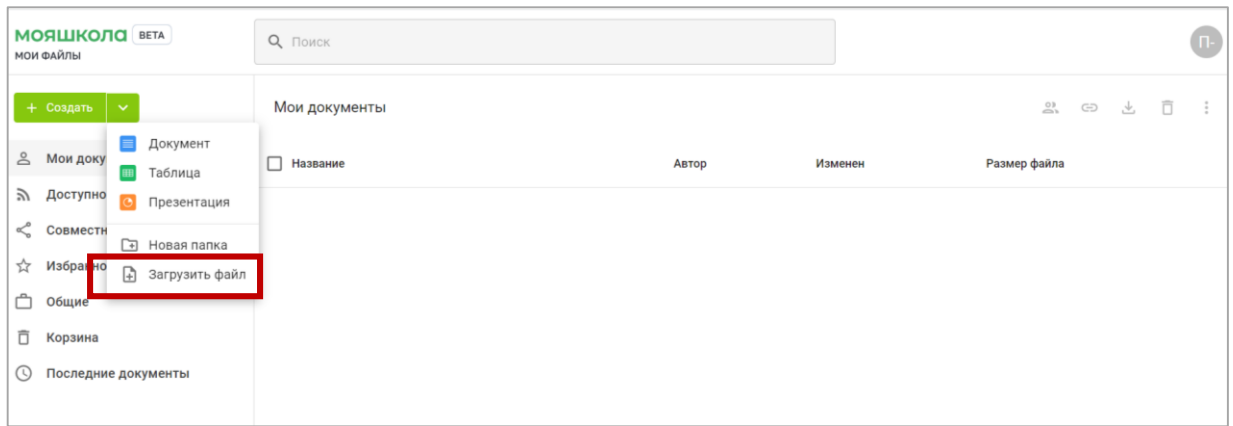 МОЯШКОЛА BETA
МОИ ФАЙЛЫ
Поиск
П-
+ Создать
Документ
Таблица
Презентация
Новая папка
Загрузить файл
Мои доку
Доступно
Совместн
Избранно
Общие
Корзина
Последние документы
Мои документы
Название Автор Изменен Размер файла